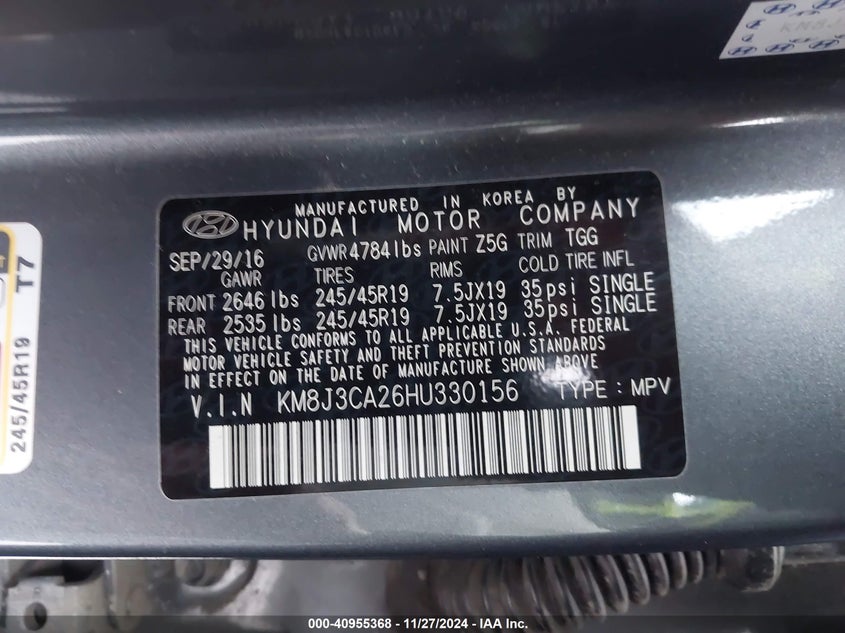 KM8J
MANUFACTURED IN KOREA BY
HYUNDAI MOTOR COMPANY
SEP/29/16 GVWR 4784lbs PAINT Z5G TRIM TGG
GAWR TIRES RIMS COLD TIRE INFL
FRONT 2646 lbs 245/45R19 7.5JX19 35psi SINGLE
REAR 2535 lbs 245/45R19 7.5JX19 35psi SINGLE
THIS VEHICLE CONFORMS TO ALL APPLICABLE U.S.A. FEDERAL
MOTOR VEHICLE SAFETY AND THEFT PREVENTION STANDARDS
IN EFFECT ON THE DATE OF MANUFACTURE SHOWN ABOVE.
V.I.N KM8J3CA26HU330156 TYPE : MPV
245/45R19 T7
000-40955368 - 11/27/2024 - IAA Inc.